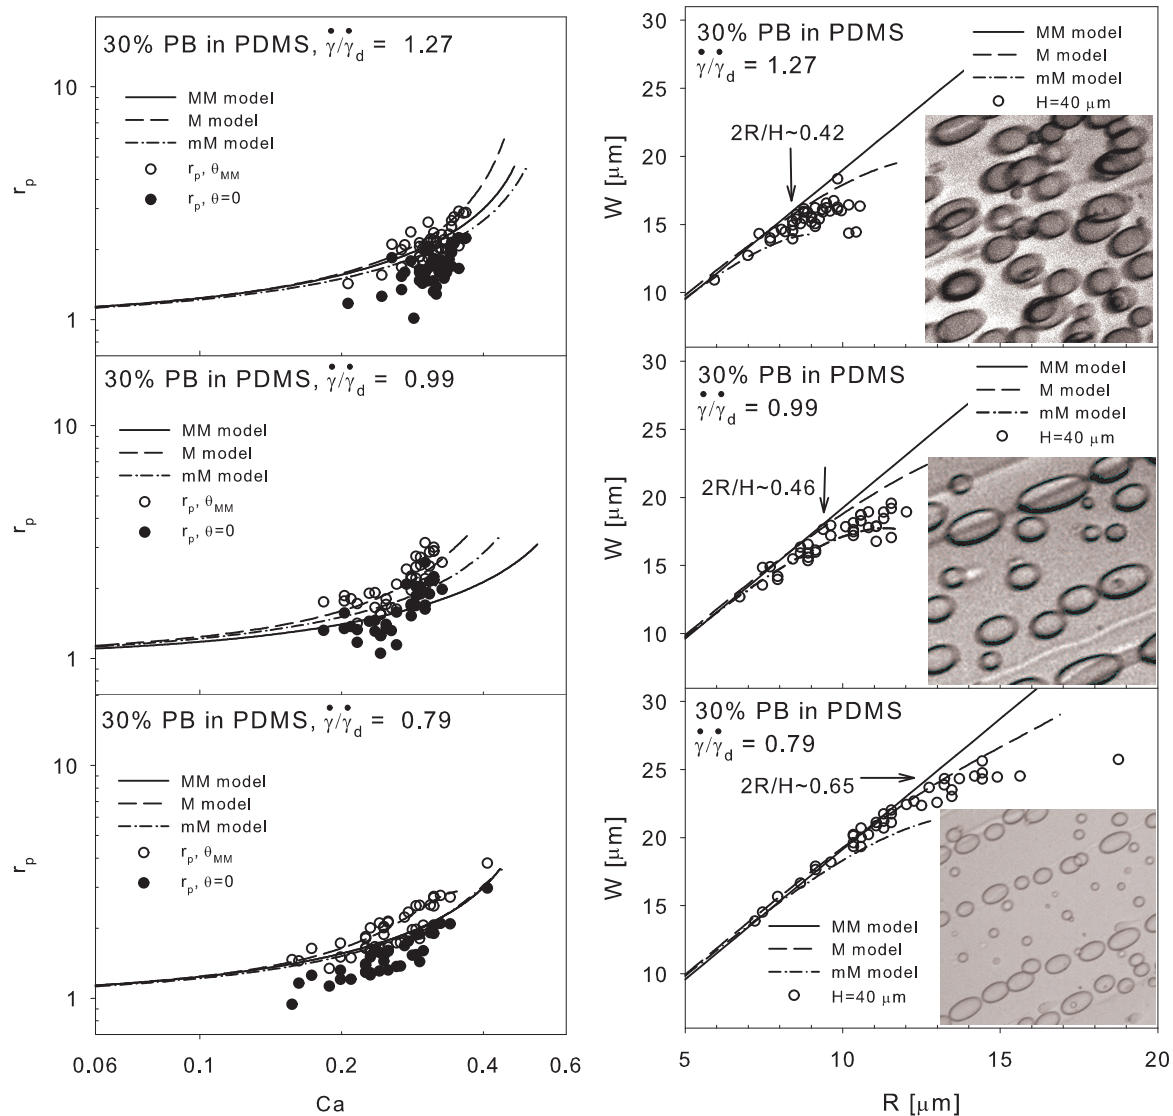 30% PB in PDMS, γ̇/γ̇d = 1.27
10
MM model
M model
mM model
rp, θMM
rp, θ=0
rp
1
30% PB in PDMS, γ̇/γ̇d = 0.99
10
MM model
M model
mM model
rp, θMM
rp, θ=0
rp
1
30% PB in PDMS, γ̇/γ̇d = 0.79
10
MM model
M model
mM model
rp, θMM
rp, θ=0
rp
1
0.06
0.1
0.2
0.6
Ca
30% PB in PDMS
γ̇/γ̇d = 1.27
MM model
M model
mM model
H=40 μm
2R/H~0.42
W [μm]
30
25
20
15
10
30% PB in PDMS
γ̇/γ̇d = 0.99
MM model
M model
mM model
H=40 μm
2R/H~0.46
W [μm]
30
25
20
15
10
30% PB in PDMS
γ̇/γ̇d = 0.79
2R/H~0.65
MM model
M model
mM model
H=40 μm
W [μm]
30
25
20
15
10
5
10
15
20
R [μm]